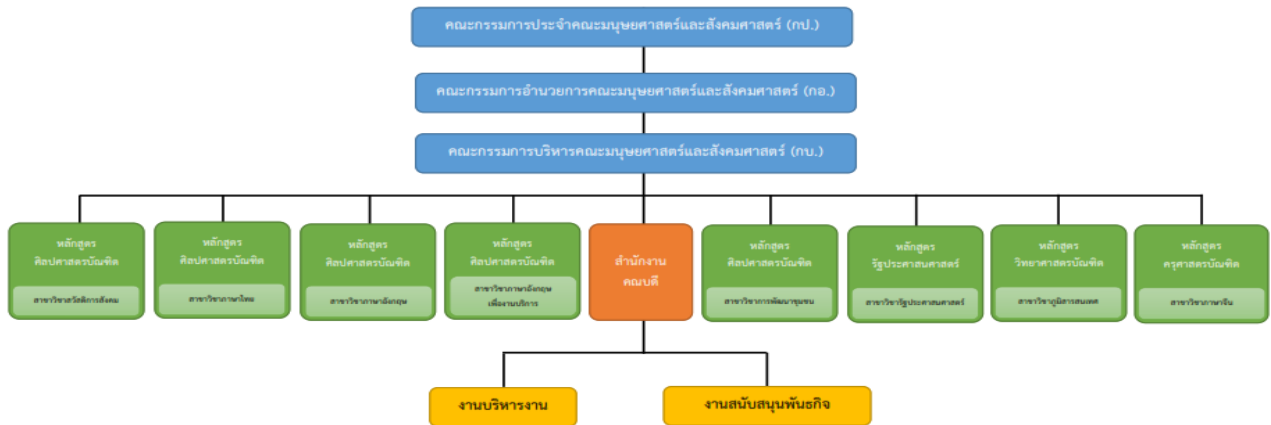 คณะกรรมการประจำคณะมนุษยศาสตร์และสังคมศาสตร์ (กป.)
คณะกรรมการอำนวยการคณะมนุษยศาสตร์และสังคมศาสตร์ (กอ.)
คณะกรรมการบริหารคณะมนุษยศาสตร์และสังคมศาสตร์ (กบ.)
หลักสูตร
ศิลปศาสตรบัณฑิต
สาขาวิชาสวัสดิการสังคม
หลักสูตร
ศิลปศาสตรบัณฑิต
สาขาวิชาภาษาไทย
หลักสูตร
ศิลปศาสตรบัณฑิต
สาขาวิชาภาษาอังกฤษ
หลักสูตร
ศิลปศาสตรบัณฑิต
สาขาวิชาภาษาอังกฤษ
เพื่องานบริการ
สำนักงาน
คณบดี
หลักสูตร
ศิลปศาสตรบัณฑิต
สาขาวิชาการพัฒนาชุมชน
หลักสูตร
รัฐประศาสนศาสตร์
สาขาวิชารัฐประศาสนศาสตร์
หลักสูตร
วิทยาศาสตรบัณฑิต
สาขาวิชาภูมิสารสนเทศ
หลักสูตร
ครุศาสตรบัณฑิต
สาขาวิชาภาษาจีน
งานบริหารงาน
งานสนับสนุนพันธกิจ